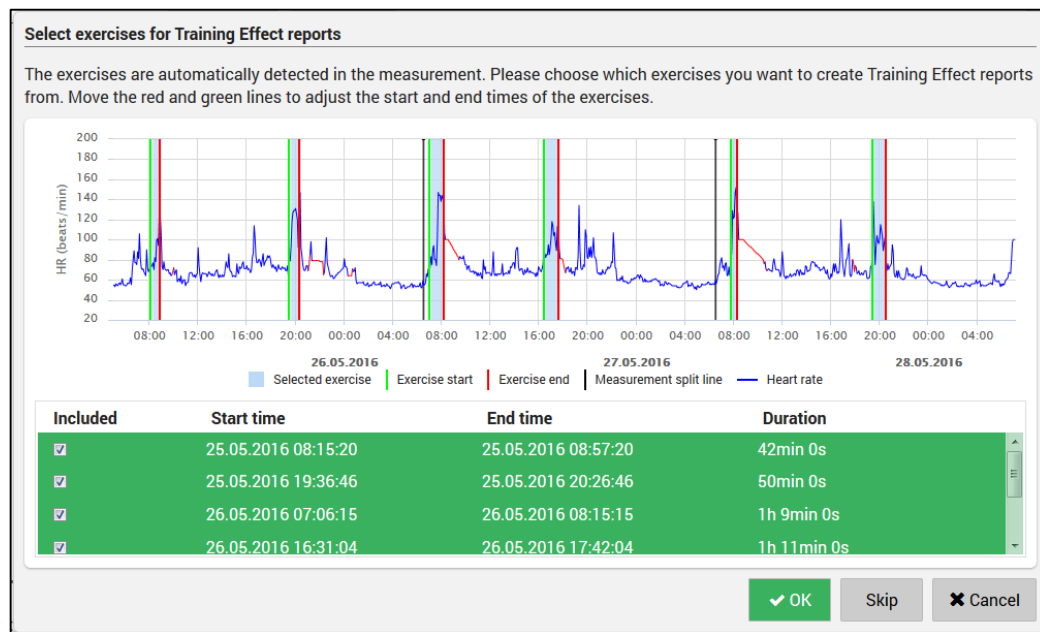 Select exercises for Training Effect reports
The exercises are automatically detected in the measurement. Please choose which exercises you want to create Training Effect reports
from. Move the red and green lines to adjust the start and end times of the exercises.
200
180
160
140
120
100
80
60
40
20
HR (beats/min)
08:00 12:00 16:00 20:00 00:00 04:00 08:00 12:00 16:00 20:00 00:00 04:00 08:00 12:00 16:00 20:00 00:00 04:00
26.05.2016 27.05.2016 28.05.2016
Selected exercise Exercise start Exercise end Measurement split line Heart rate
Included Start time End time Duration
25.05.2016 08:15:20 25.05.2016 08:57:20 42min 0s
25.05.2016 19:36:46 25.05.2016 20:26:46 50min 0s
26.05.2016 07:06:15 26.05.2016 08:15:15 1h 9min 0s
26.05.2016 16:31:04 26.05.2016 17:42:04 1h 11min 0s
OK Skip Cancel